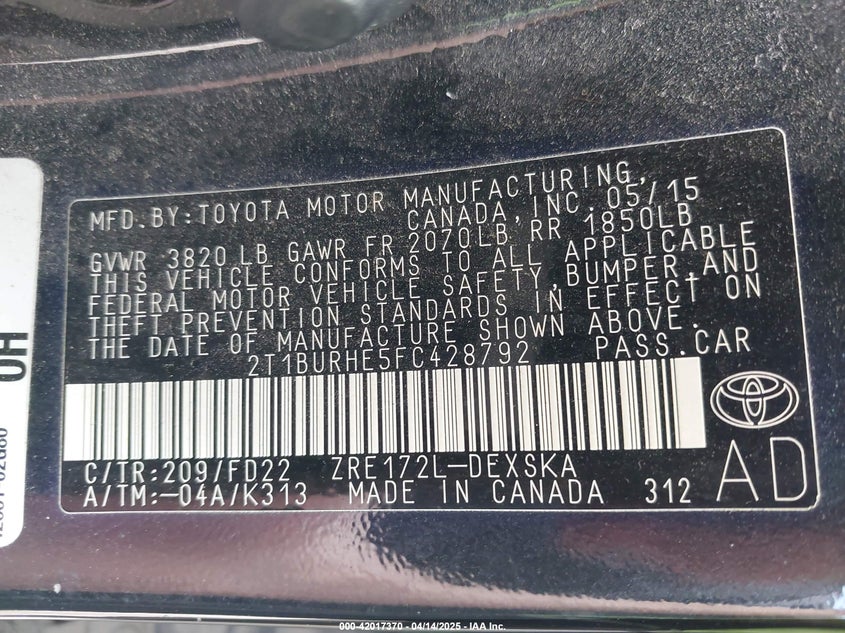 MFD.BY:TOYOTA MOTOR MANUFACTURING,
CANADA,INC. 05/15
GVWR 3820 LB GAWR FR 2070LB RR 1850LB
THIS VEHICLE CONFORMS TO ALL APPLICABLE
FEDERAL MOTOR VEHICLE SAFETY,BUMPER,AND
THEFT PREVENTION STANDARDS IN EFFECT ON
THE DATE OF MANUFACTURE SHOWN ABOVE.
2T1BURHE5FC428792 PASS.CAR
C/TR:209/FD22 ZRE172L-DEXSKA
A/TM:-04A/K313 MADE IN CANADA 312
AD
HO
000-42017370 - 04/14/2025 - IAA Inc.